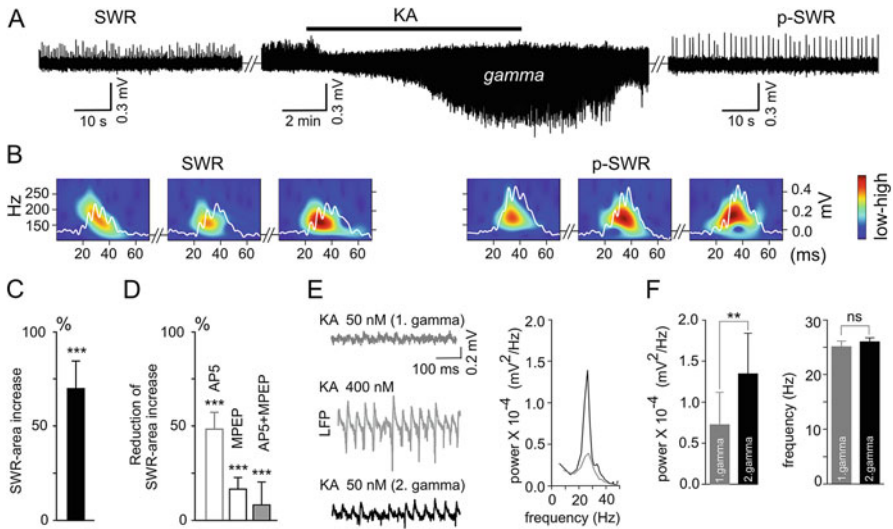 A
SWR
KA
p-SWR
gamma
10 s
0.3 mV
2 min
0.3 mV
10 s
0.3 mV
B
SWR
p-SWR
Hz
250
200
150
20 40 60
20 40 60
20 40 60
20 40 60
20 40 60
20 40 60
(ms)
0.4
0.2
0.0
mV
low-high
C
%
100
50
0
***
SWR-area increase
D
%
100
50
0
Reduction of
SWR-area increase
AP5
***
MPEP
***
AP5+MPEP
***
E
KA 50 nM (1. gamma)
100 ms
0.2 mV
KA 400 nM
LFP
KA 50 nM (2. gamma)
power X 10⁻⁴ (mV²/Hz)
2.0
1.5
1.0
0.5
0.0
0 20 40
frequency (Hz)
F
power X 10⁻⁴ (mV²/Hz)
2.0
1.5
1.0
0.5
0.0
**
1.gamma
2.gamma
frequency (Hz)
30
20
10
0
ns
1.gamma
2.gamma